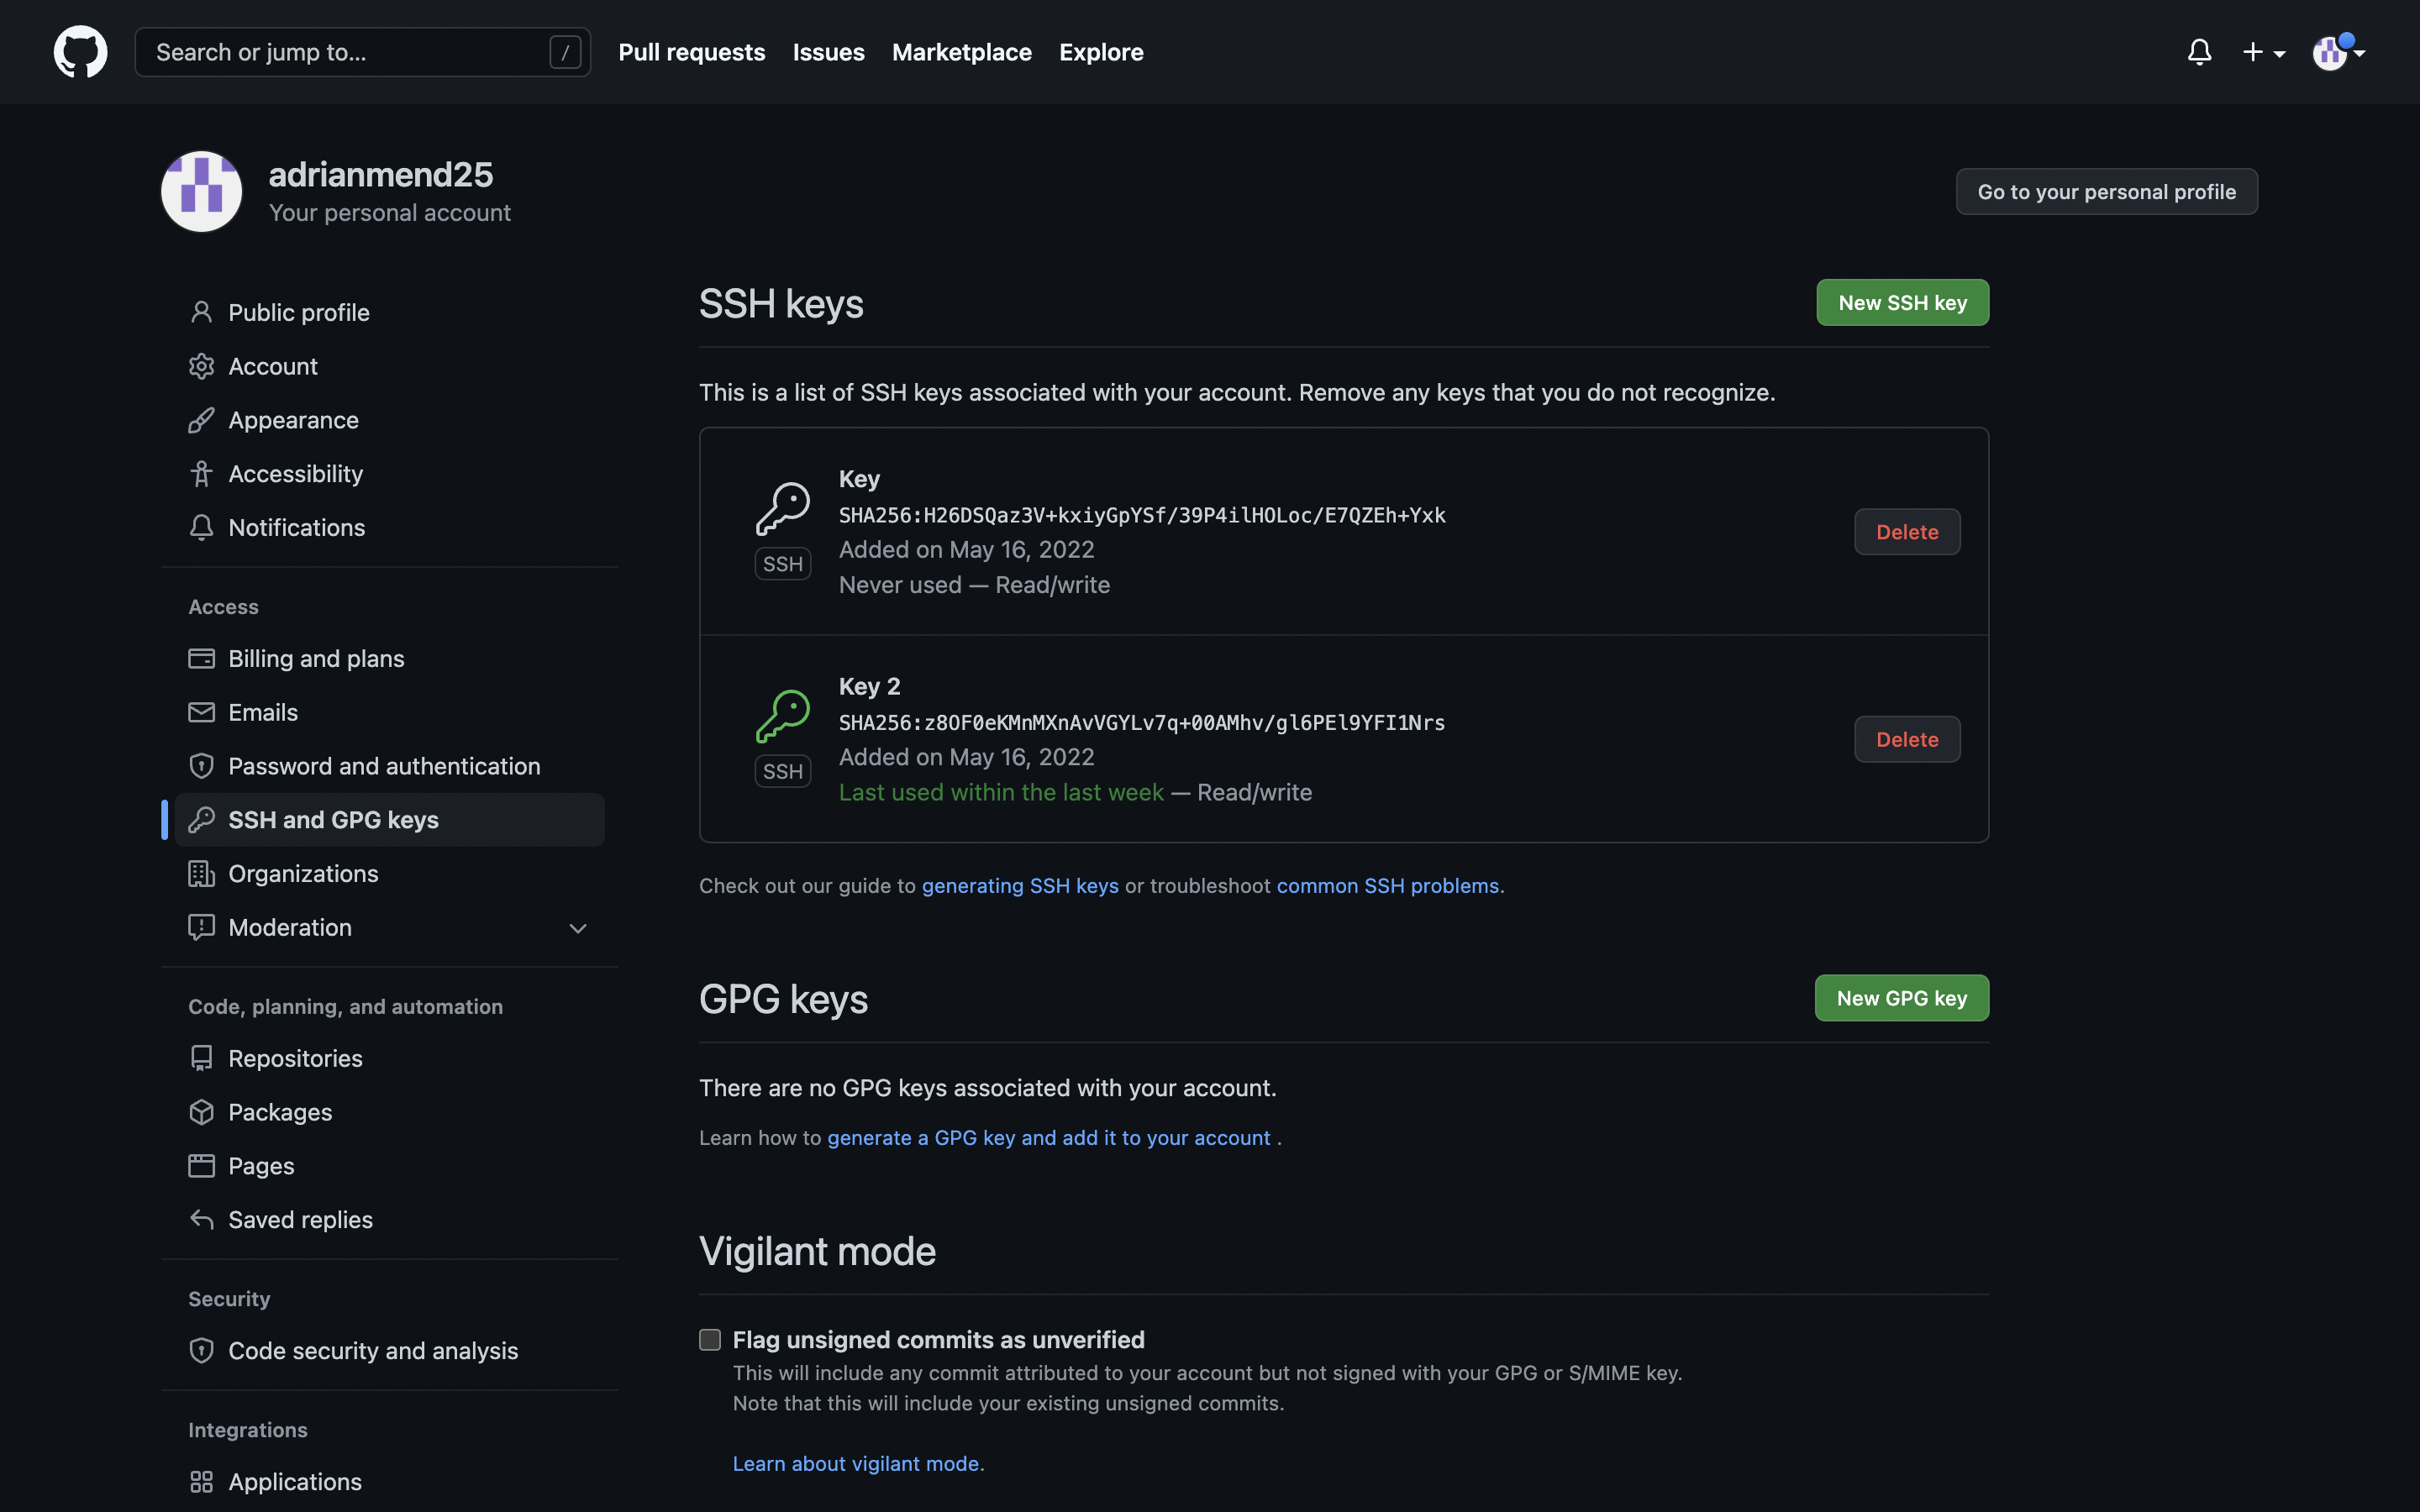 Search or jump to... /
Pull requests
Issues
Marketplace
Explore
adrianmend25
Your personal account
Go to your personal profile
Public profile
Account
Appearance
Accessibility
Notifications
Access
Billing and plans
Emails
Password and authentication
SSH and GPG keys
Organizations
Moderation
Code, planning, and automation
Repositories
Packages
Pages
Saved replies
Security
Code security and analysis
Integrations
Applications
SSH keys
New SSH key
This is a list of SSH keys associated with your account. Remove any keys that you do not recognize.
Key
SHA256:H26DSQaz3V+kxiyGpYSf/39P4ilHOLoc/E7QZEh+Yxk
Added on May 16, 2022
Never used — Read/write
SSH
Delete
Key 2
SHA256:z8OF0eKMnMXnAvVGYLv7q+00AMhv/gl6PEl9YFI1Nrs
Added on May 16, 2022
Last used within the last week — Read/write
SSH
Delete
Check out our guide to generating SSH keys or troubleshoot common SSH problems.
GPG keys
New GPG key
There are no GPG keys associated with your account.
Learn how to generate a GPG key and add it to your account .
Vigilant mode
Flag unsigned commits as unverified
This will include any commit attributed to your account but not signed with your GPG or S/MIME key.
Note that this will include your existing unsigned commits.
Learn about vigilant mode.